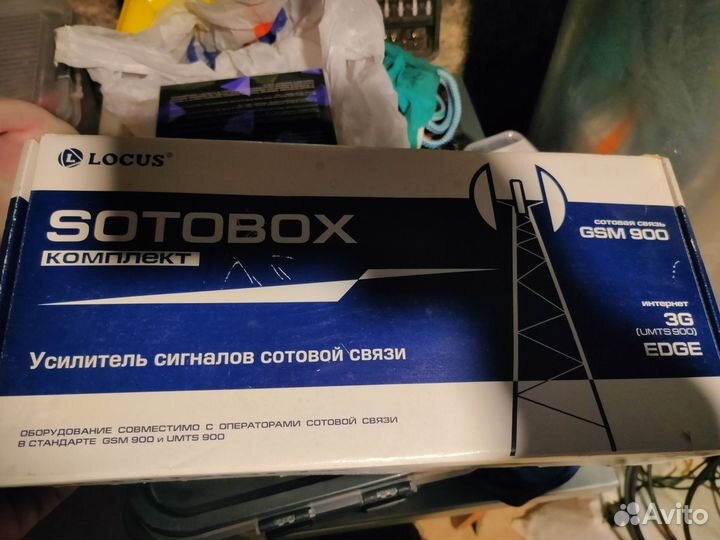 LOCUS®
SOTOBOX
комплект
Усилитель сигналов сотовой связи
ОБОРУДОВАНИЕ СОВМЕСТИМО С ОПЕРАТОРАМИ СОТОВОЙ СВЯЗИ
В СТАНДАРТЕ GSM 900 и UMTS 900
сотовая связь
GSM 900
интернет
3G
(UMTS 900)
EDGE
Avito